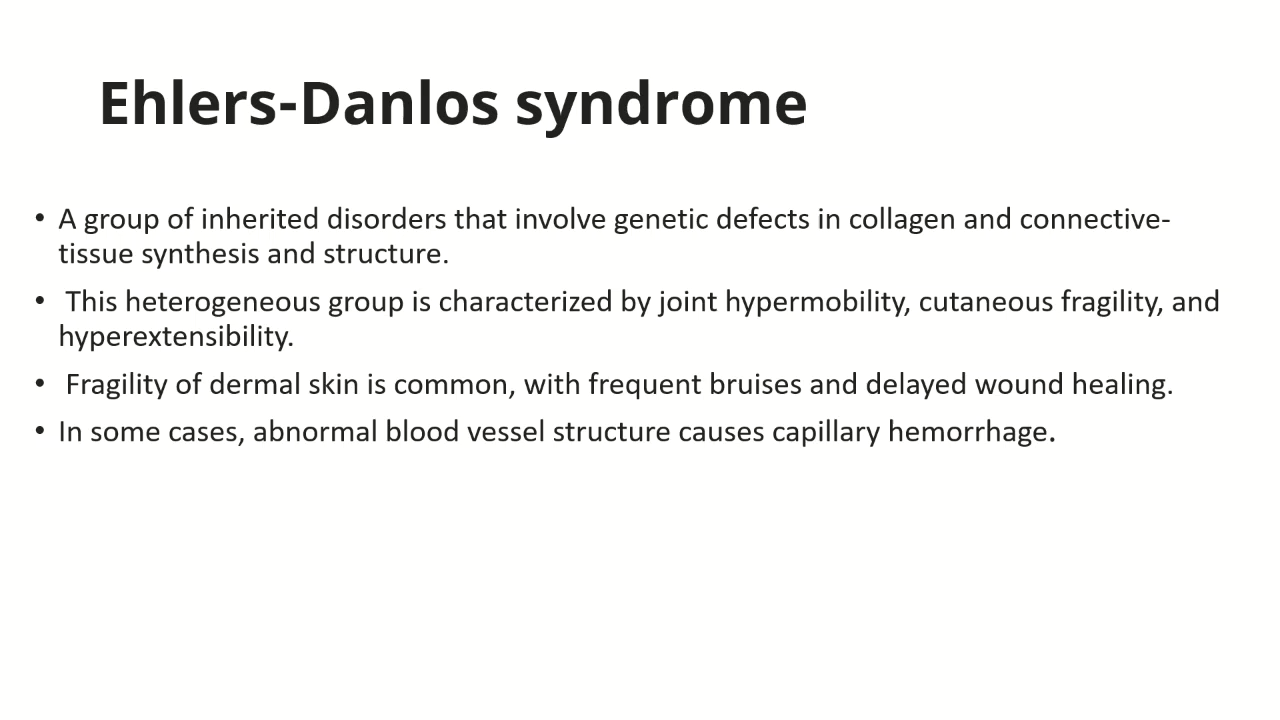 Ehlers-Danlos syndrome
• A group of inherited disorders that involve genetic defects in collagen and connective-
tissue synthesis and structure.
• This heterogeneous group is characterized by joint hypermobility, cutaneous fragility, and
hyperextensibility.
• Fragility of dermal skin is common, with frequent bruises and delayed wound healing.
• In some cases, abnormal blood vessel structure causes capillary hemorrhage.